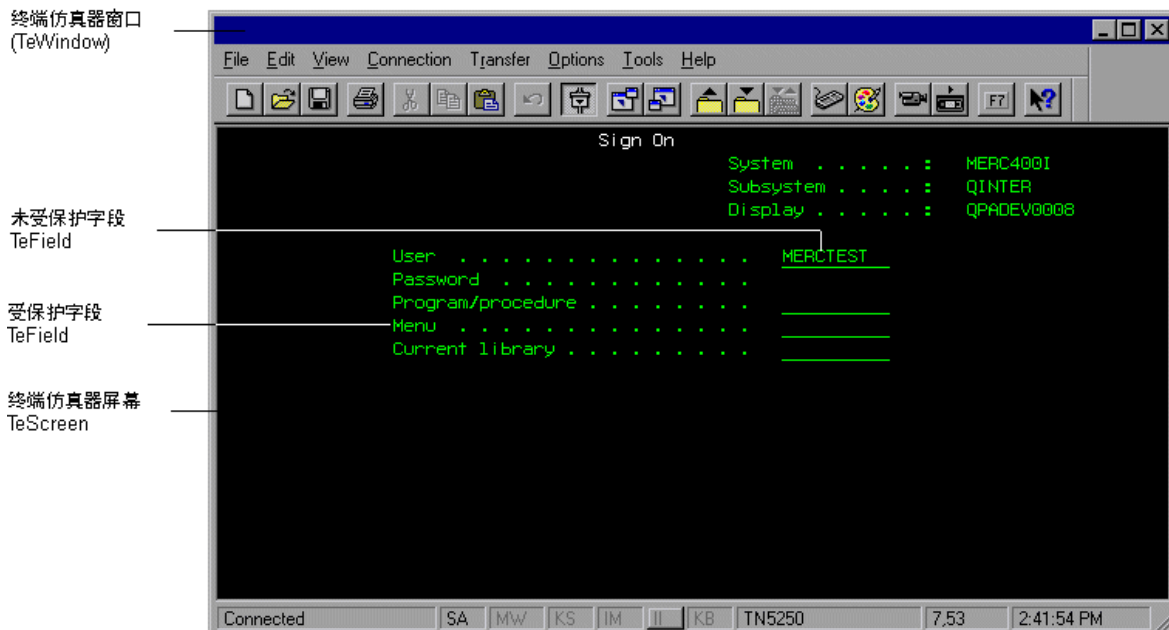 终端仿真器窗口
(TeWindow)
File Edit View Connection Transfer Options Tools Help
F7
Sign On
System . . . . . : MERC400I
Subsystem . . . . : QINTER
Display . . . . . : QPADEV0008
未受保护字段
TeField
User . . . . . . . . . . . . . . MERCTEST
Password . . . . . . . . . . . .
Program/procedure . . . . . . . .
受保护字段
TeField
Menu . . . . . . . . . . . . . .
Current library . . . . . . . . .
终端仿真器屏幕
TeScreen
Connected SA MW KS IM II KB TN5250 7,53 2:41:54 PM